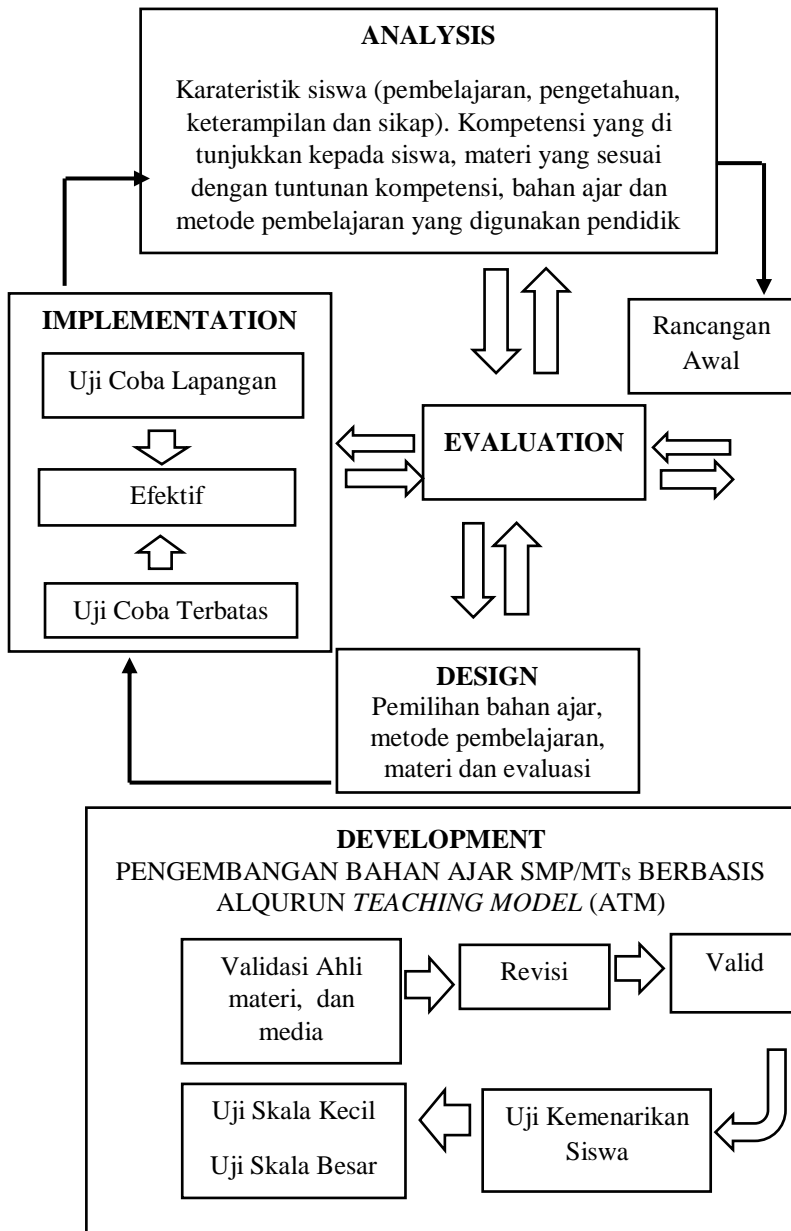 ANALYSIS
Karateristik siswa (pembelajaran, pengetahuan,
keterampilan dan sikap). Kompetensi yang di
tunjukkan kepada siswa, materi yang sesuai
dengan tuntunan kompetensi, bahan ajar dan
metode pembelajaran yang digunakan pendidik
IMPLEMENTATION
Uji Coba Lapangan
Efektif
Uji Coba Terbatas
EVALUATION
Rancangan
Awal
DESIGN
Pemilihan bahan ajar,
metode pembelajaran,
materi dan evaluasi
DEVELOPMENT
PENGEMBANGAN BAHAN AJAR SMP/MTs BERBASIS
ALQURUN TEACHING MODEL (ATM)
Validasi Ahli
materi, dan
media
Revisi
Valid
Uji Kemenarikan
Siswa
Uji Skala Kecil
Uji Skala Besar